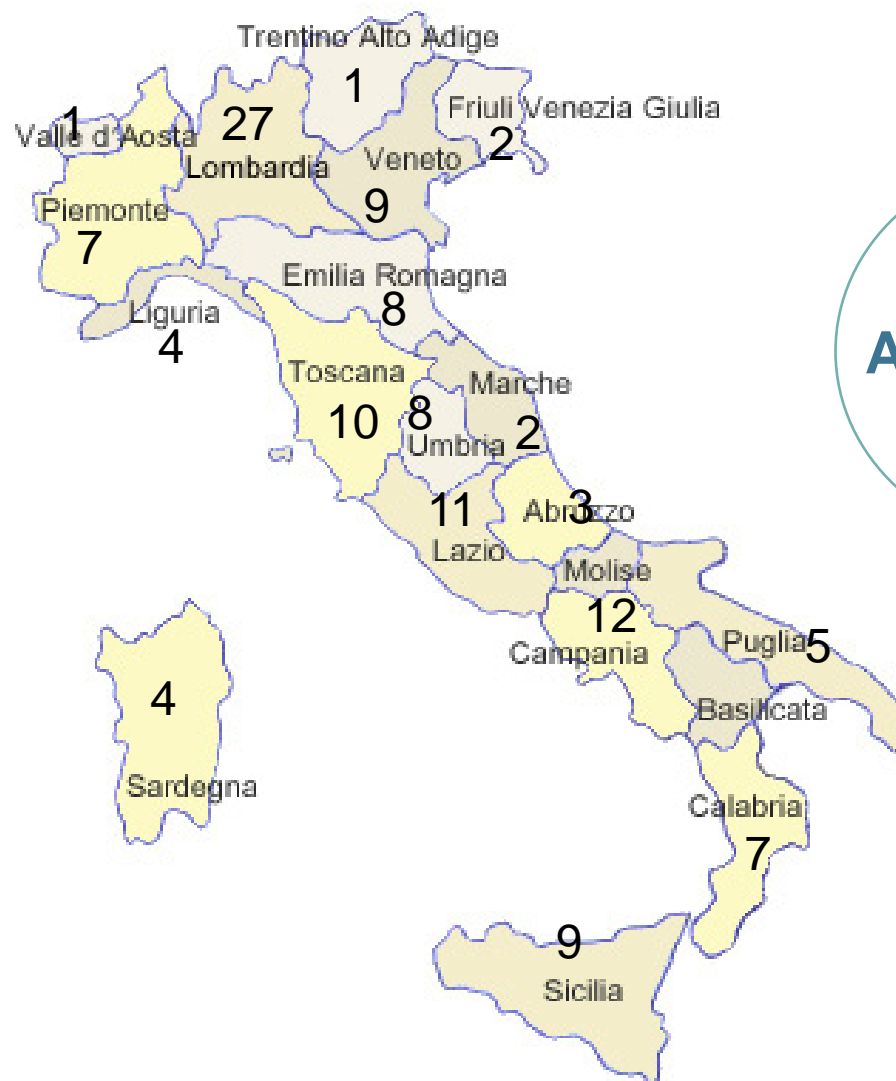 Trentino Alto Adige
1
Friuli Venezia Giulia
2
1
Valle d'Aosta
27
Lombardia
Veneto
9
Piemonte
7
Emilia Romagna
8
Liguria
4
Toscana
10
Marche
2
8
Umbria
11
Lazio
Abruzzo
3
Molise
12
Campania
Puglia
5
Basilicata
4
Sardegna
Calabria
7
9
Sicilia
A